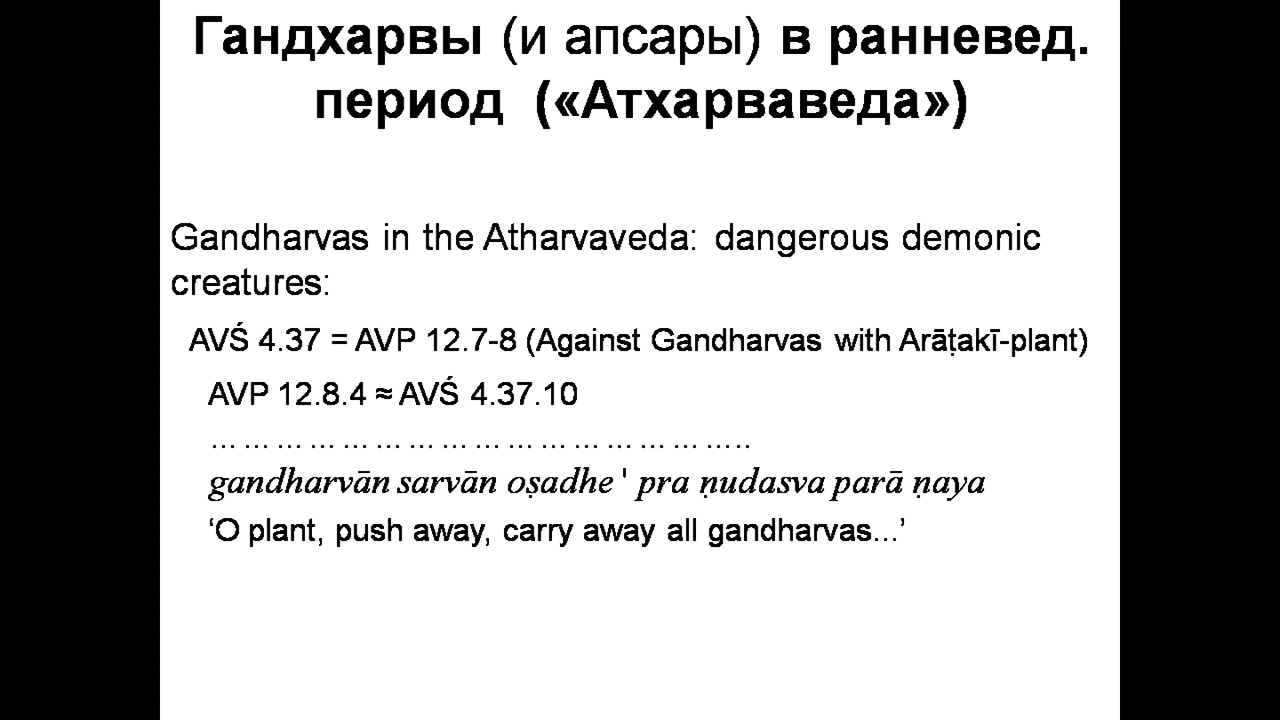 Гандхарвы (и апсары) в ранневед.
период («Атхарваведа»)
Gandharvas in the Atharvaveda: dangerous demonic
creatures:
AVŚ 4.37 = AVP 12.7-8 (Against Gandharvas with Arāṭakī-plant)
AVP 12.8.4 ≈ AVŚ 4.37.10
… … … … … … … … … … … … … … … … …..
gandharvān sarvān oṣadhe ' pra ṇudasva parā ṇaya
‘O plant, push away, carry away all gandharvas...’